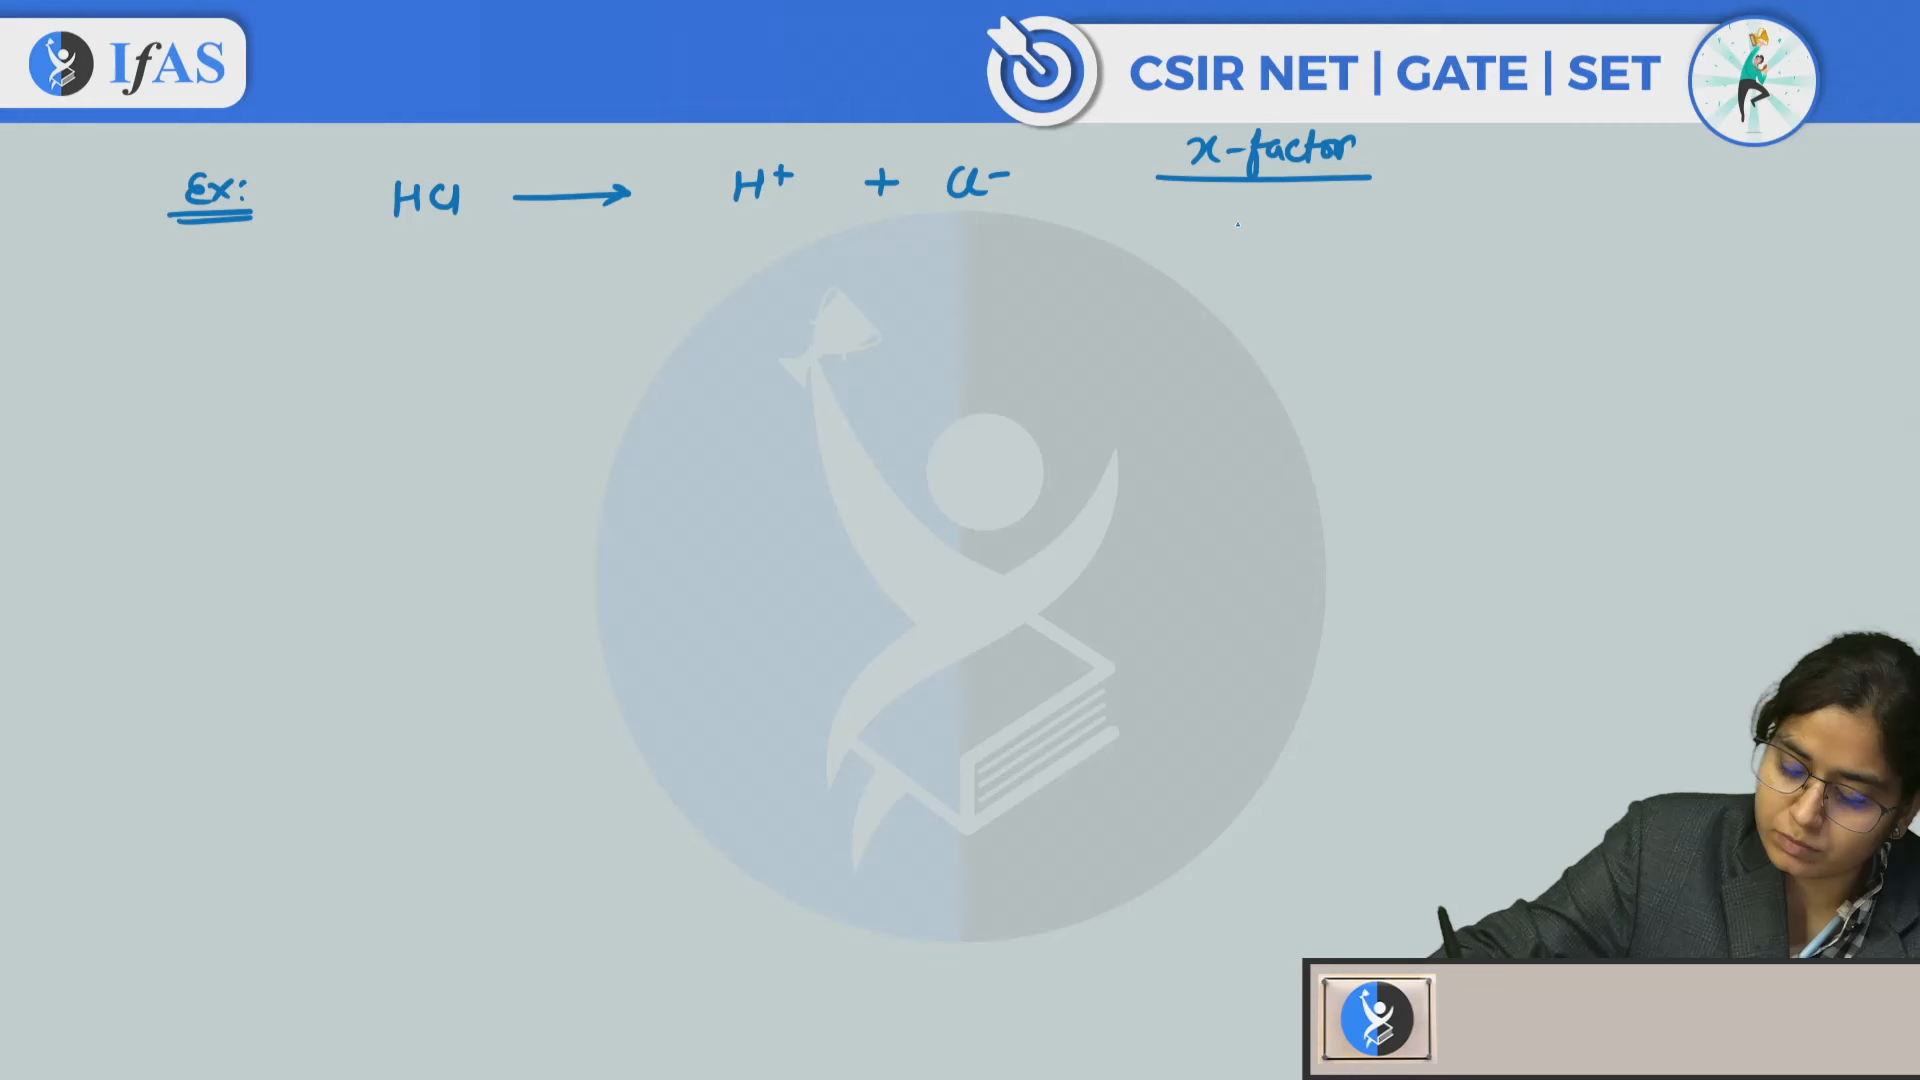 IfAS
CSIR NET | GATE | SET
x-factor
Ex: HCl ⟶ H⁺ + Cl⁻